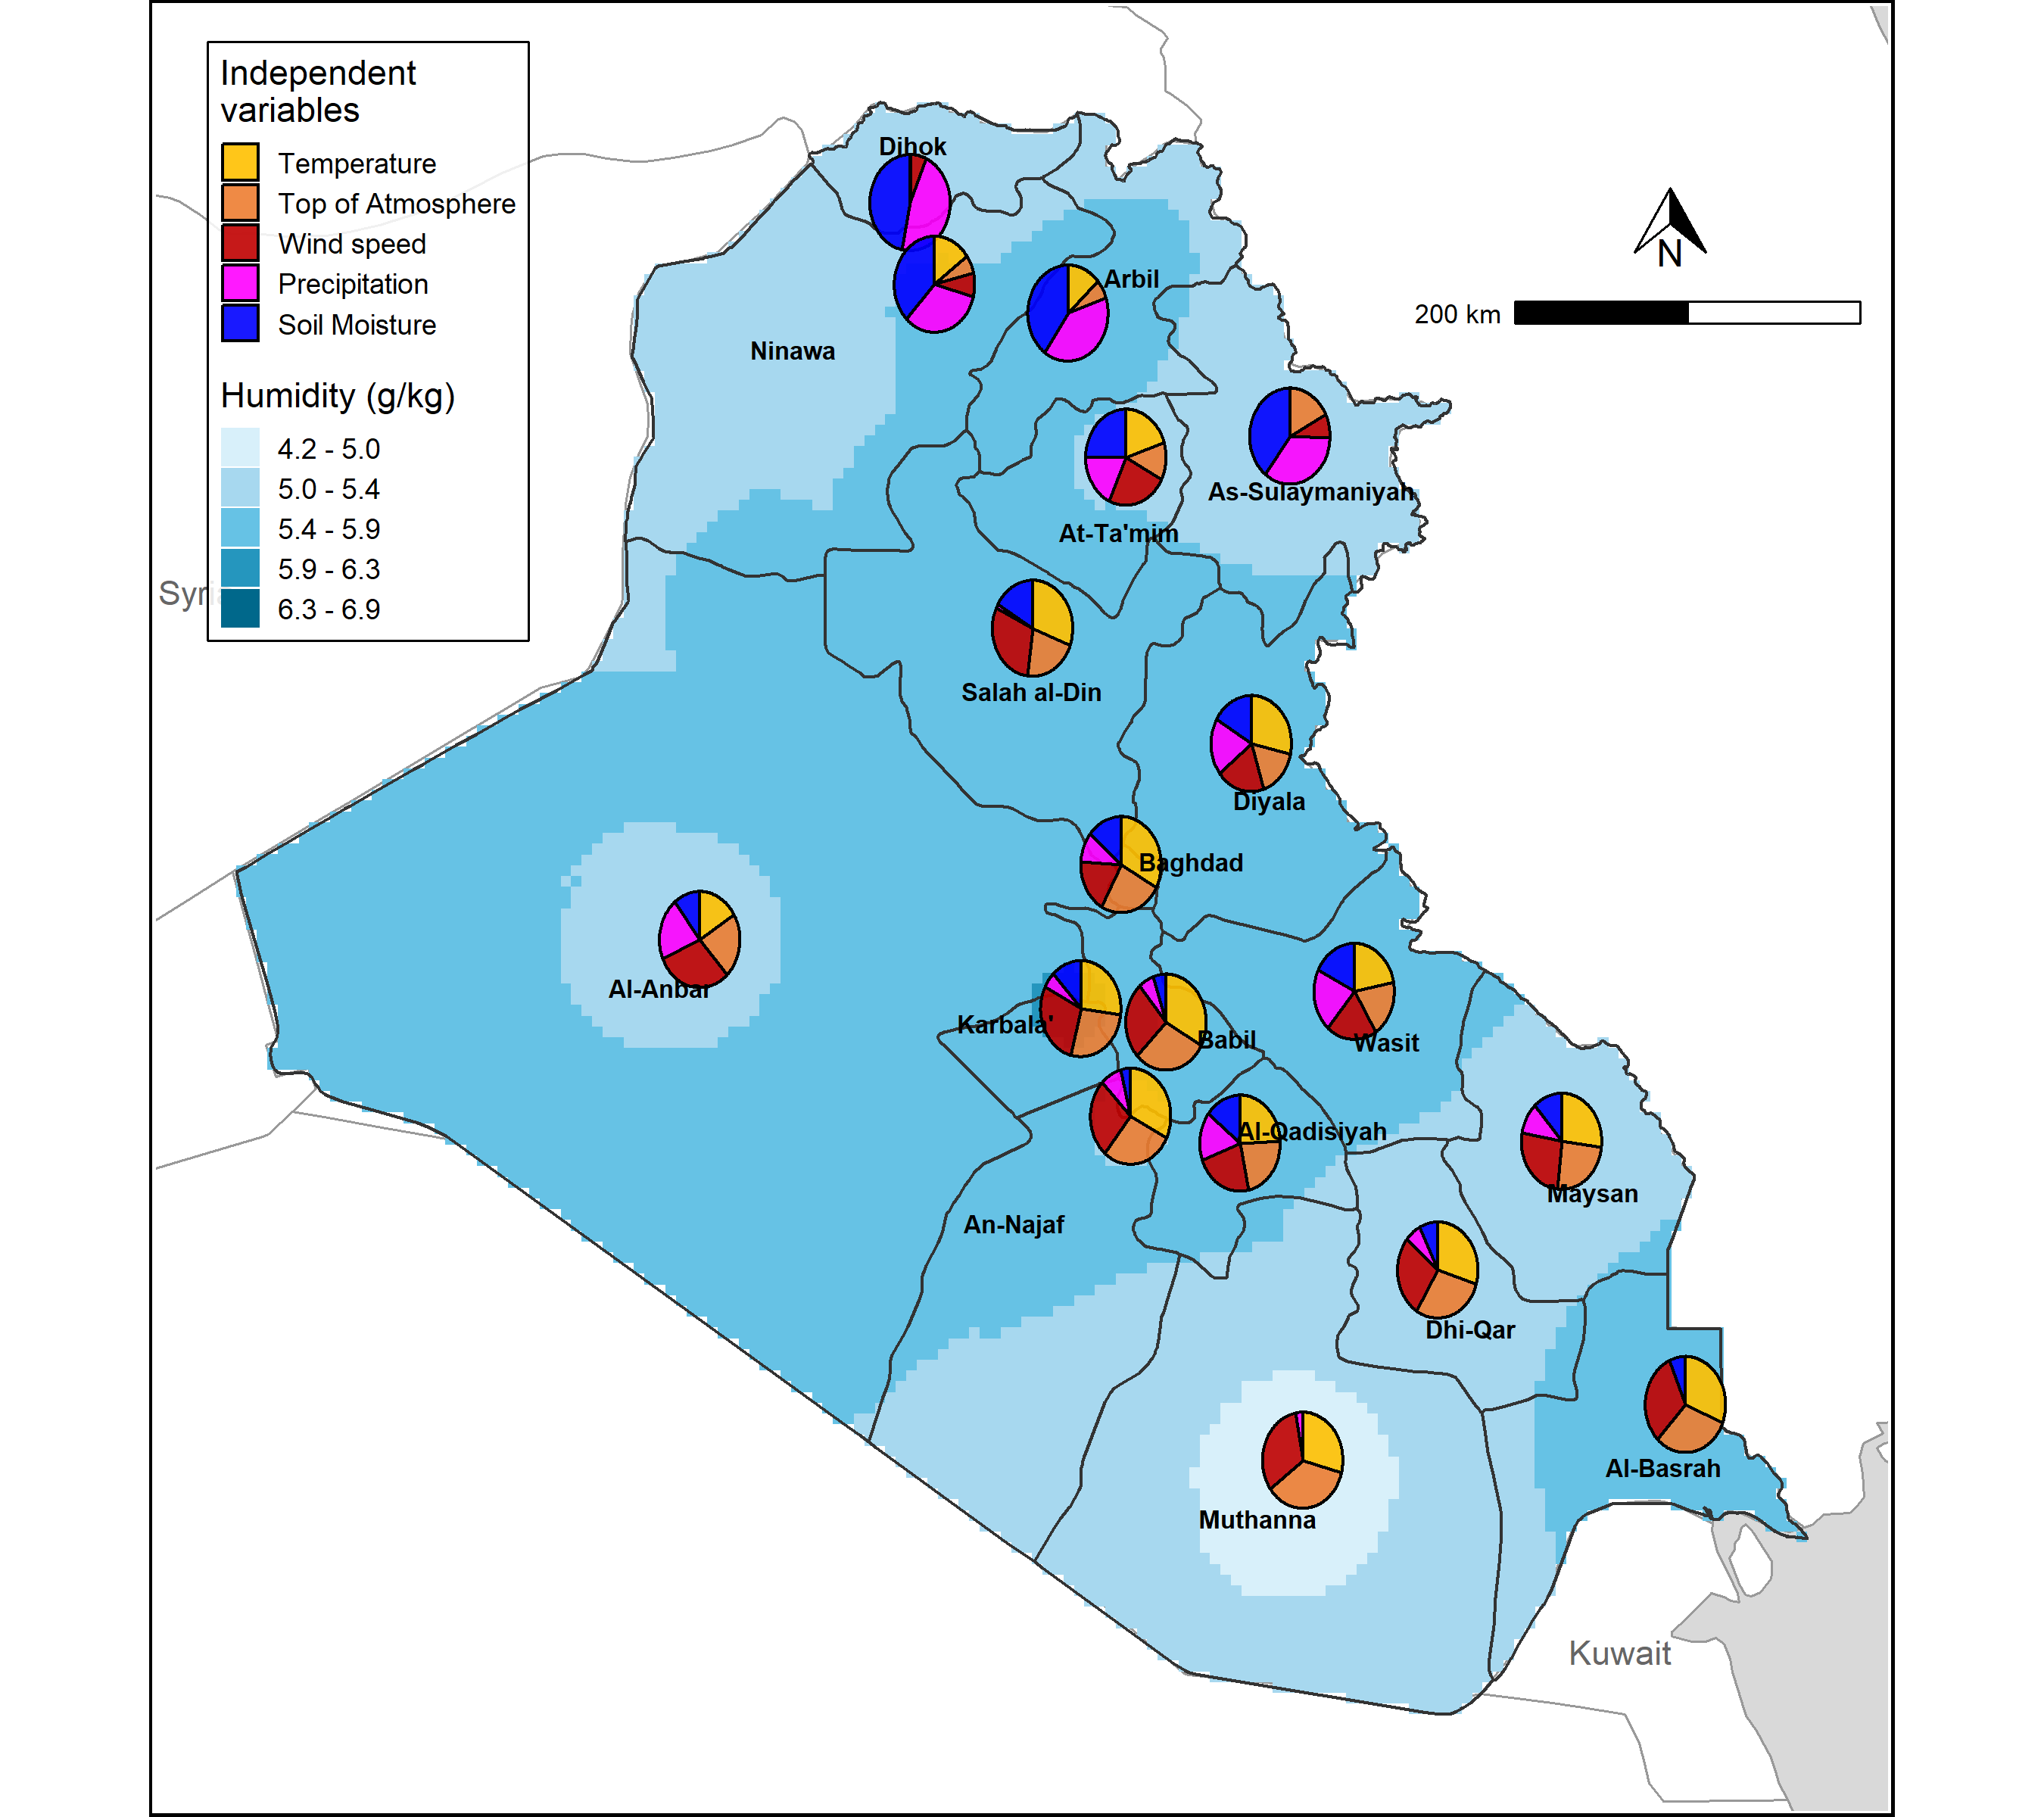 Independent
variables
Temperature
Top of Atmosphere
Wind speed
Precipitation
Soil Moisture
Humidity (g/kg)
4.2 - 5.0
5.0 - 5.4
5.4 - 5.9
5.9 - 6.3
6.3 - 6.9
Syria
N
200 km
Dihok
Arbil
Ninawa
As-Sulaymaniyah
At-Ta'mim
Salah al-Din
Diyala
Baghdad
Al-Anbar
Karbala'
Babil
Wasit
Al-Qadisiyah
Maysan
An-Najaf
Dhi-Qar
Al-Basrah
Muthanna
Kuwait